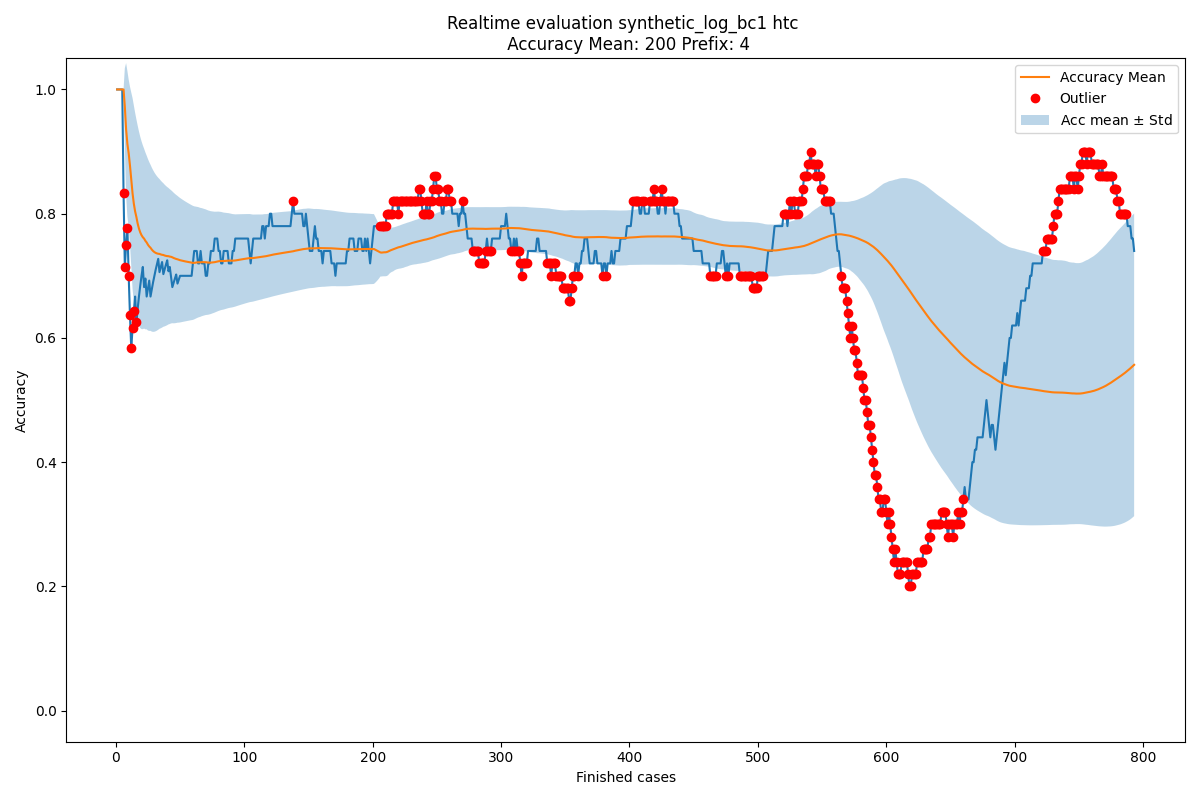 Realtime evaluation synthetic_log_bc1 htc
Accuracy Mean: 200 Prefix: 4
Accuracy Mean
Outlier
Acc mean ± Std
Accuracy
1.0
0.8
0.6
0.4
0.2
0.0
0 100 200 300 400 500 600 700 800
Finished cases